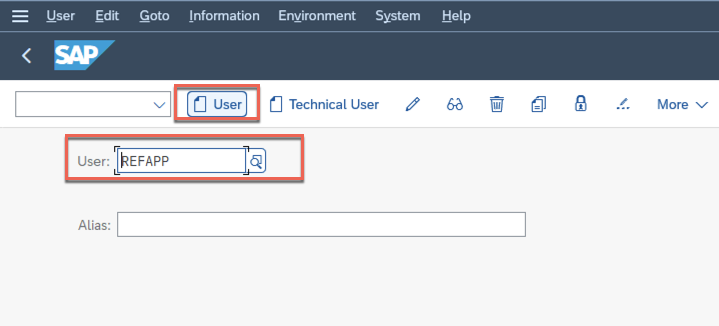 User Edit Goto Information Environment System Help
SAP
User Technical User More
User: REFAPP
Alias: